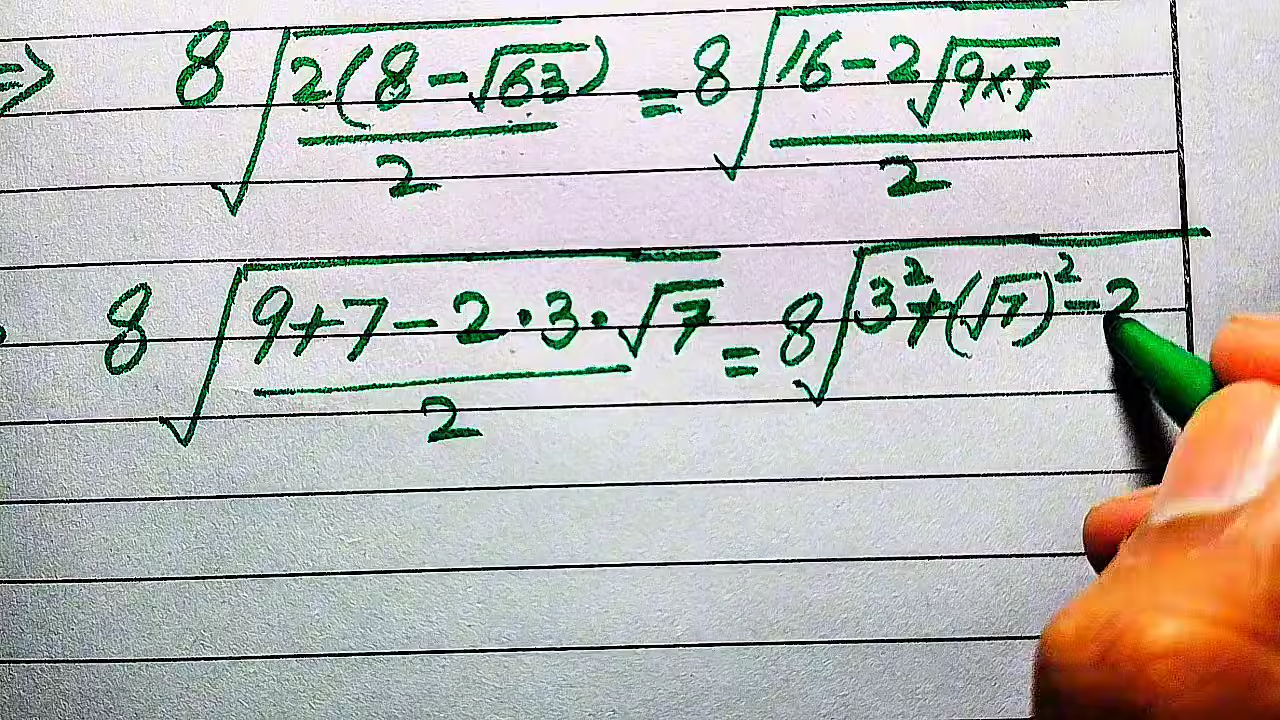 => 8√(2(8-√63)/2) = 8√(16-2√(9×7)/2)
8√(9+7-2·3·√7/2) = 8√(3²+(√7)²-2